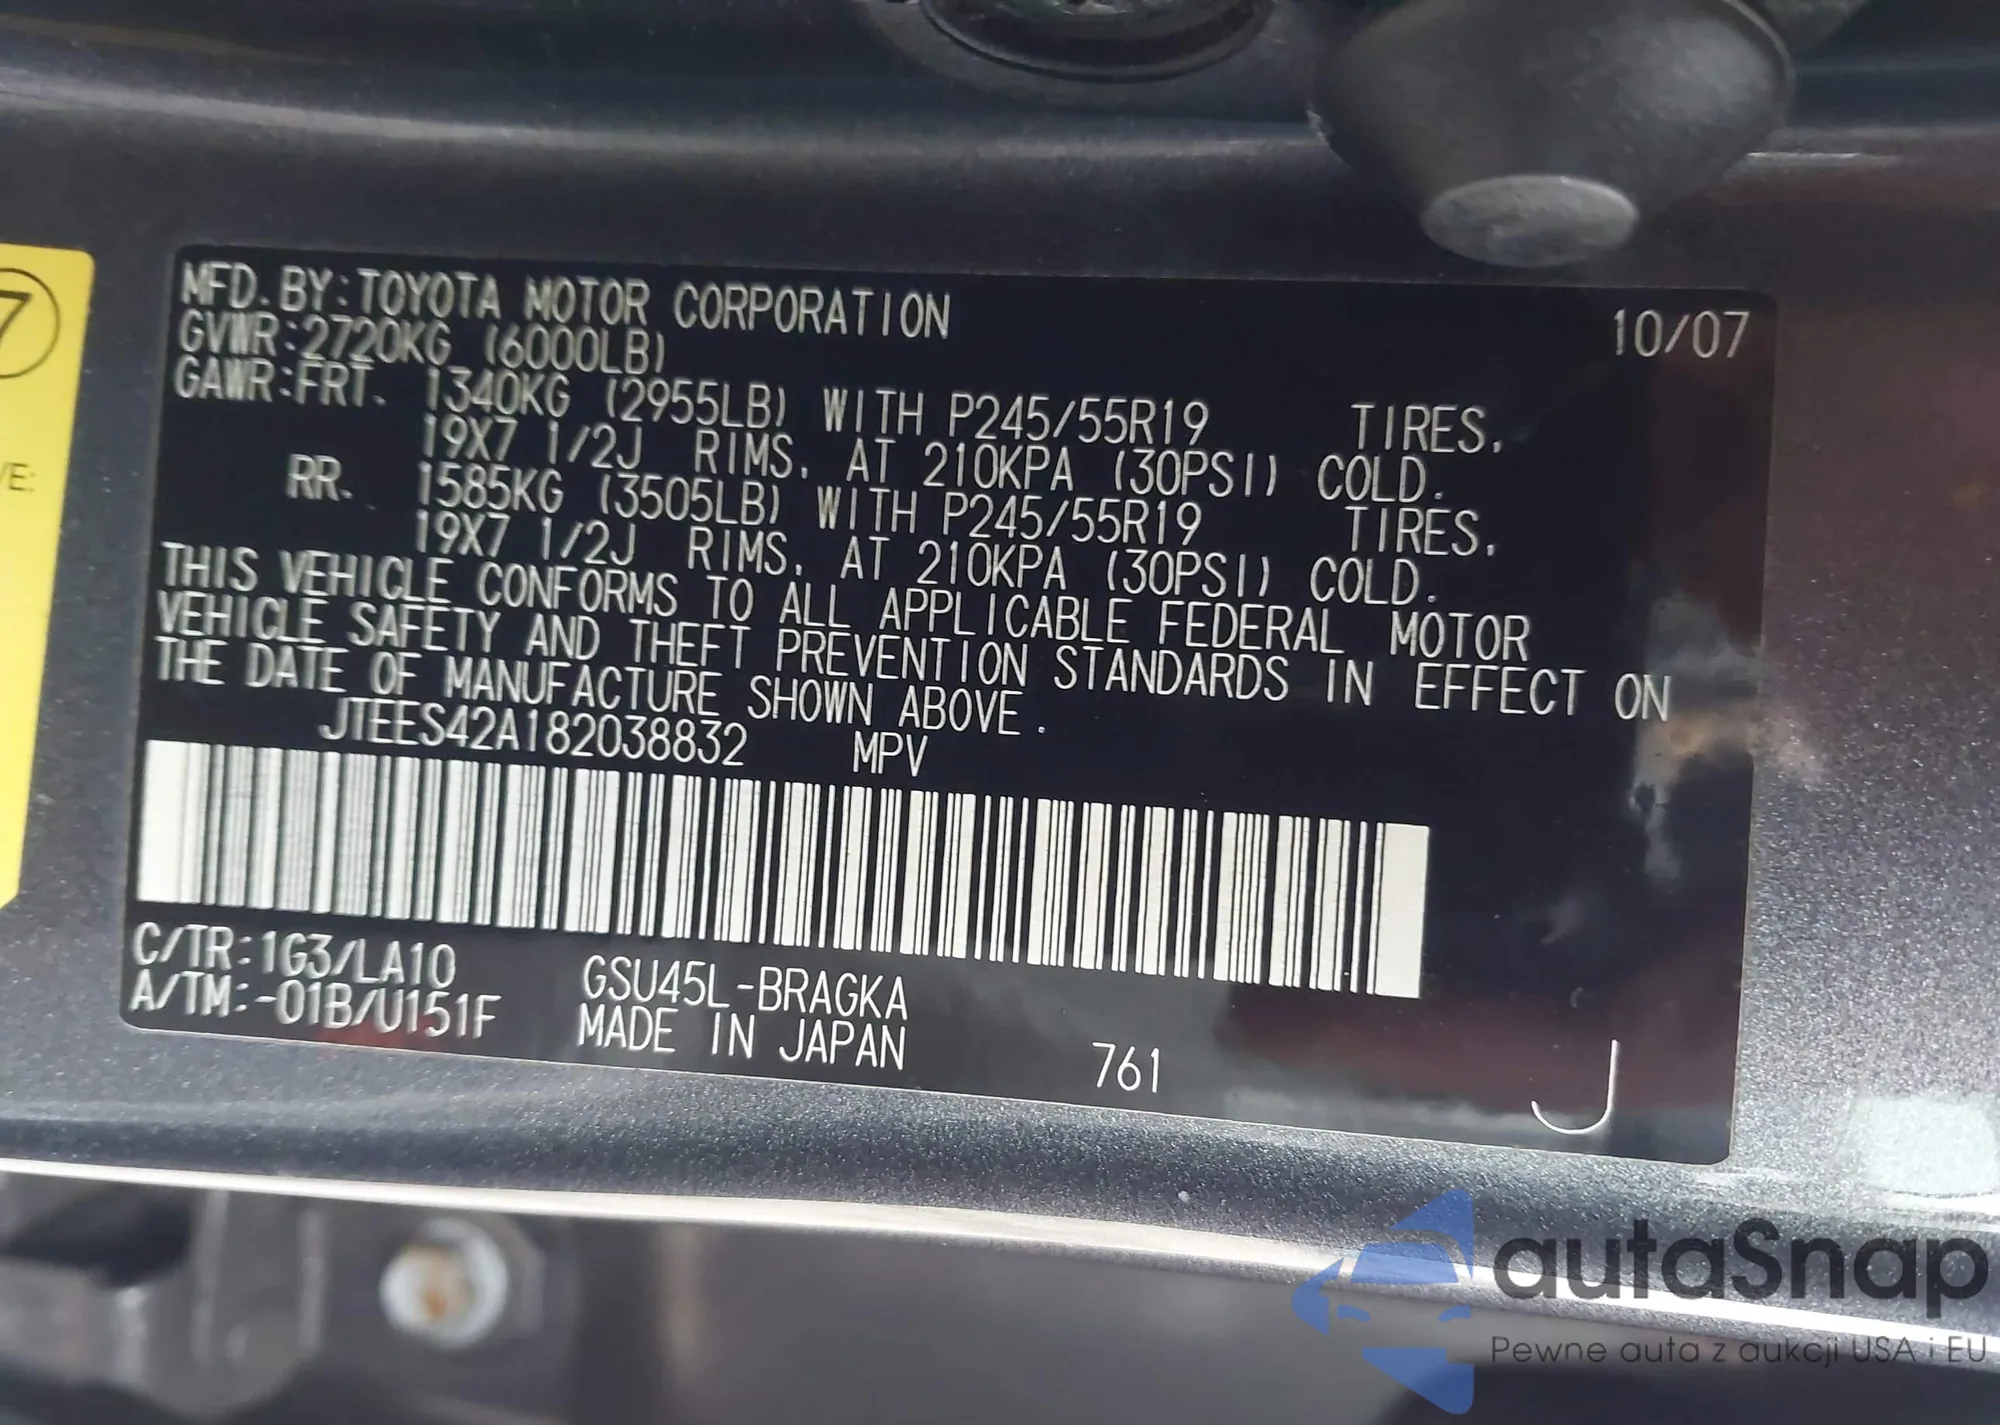 7
/E:
MFD. BY: TOYOTA MOTOR CORPORATION 10/07
GVWR: 2720KG (6000LB)
GAWR: FRT. 1340KG (2955LB) WITH P245/55R19 TIRES,
19X7 1/2J RIMS, AT 210KPA (30PSI) COLD.
RR. 1585KG (3505LB) WITH P245/55R19 TIRES,
19X7 1/2J RIMS, AT 210KPA (30PSI) COLD.
THIS VEHICLE CONFORMS TO ALL APPLICABLE FEDERAL MOTOR
VEHICLE SAFETY AND THEFT PREVENTION STANDARDS IN EFFECT ON
THE DATE OF MANUFACTURE SHOWN ABOVE.
JTEES42A182038832 MPV
C/TR: 1G3/LA10 GSU45L-BRAGKA
A/TM: -01B/U151F MADE IN JAPAN 761 J
autaSnap
Pewne auta z aukcji USA i EU